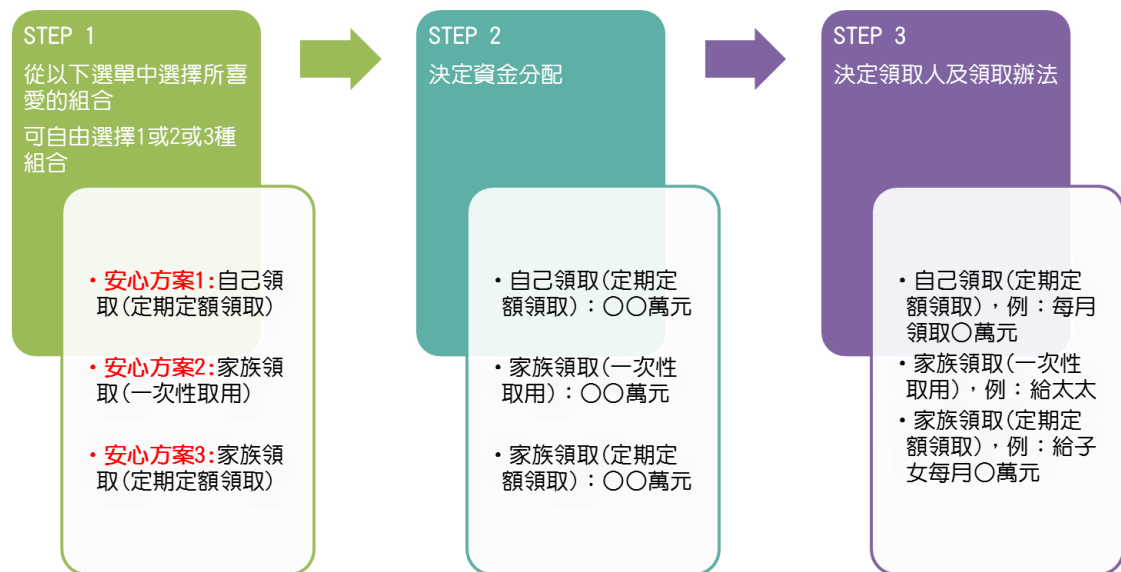 STEP 1
從以下選單中選擇所喜
愛的組合
可自由選擇1或2或3種
組合
•安心方案1:自己領
取(定期定額領取)
•安心方案2:家族領
取(一次性取用)
•安心方案3:家族領
取(定期定額領取)
STEP 2
決定資金分配
•自己領取(定期定
額領取)：〇〇萬元
•家族領取(一次性
取用)：〇〇萬元
•家族領取(定期定
額領取)：〇〇萬元
STEP 3
決定領取人及領取辦法
•自己領取(定期定
額領取)，例：每月
領取〇萬元
•家族領取(一次性
取用)，例：給太太
•家族領取(定期定
額領取)，例：給子
女每月〇萬元